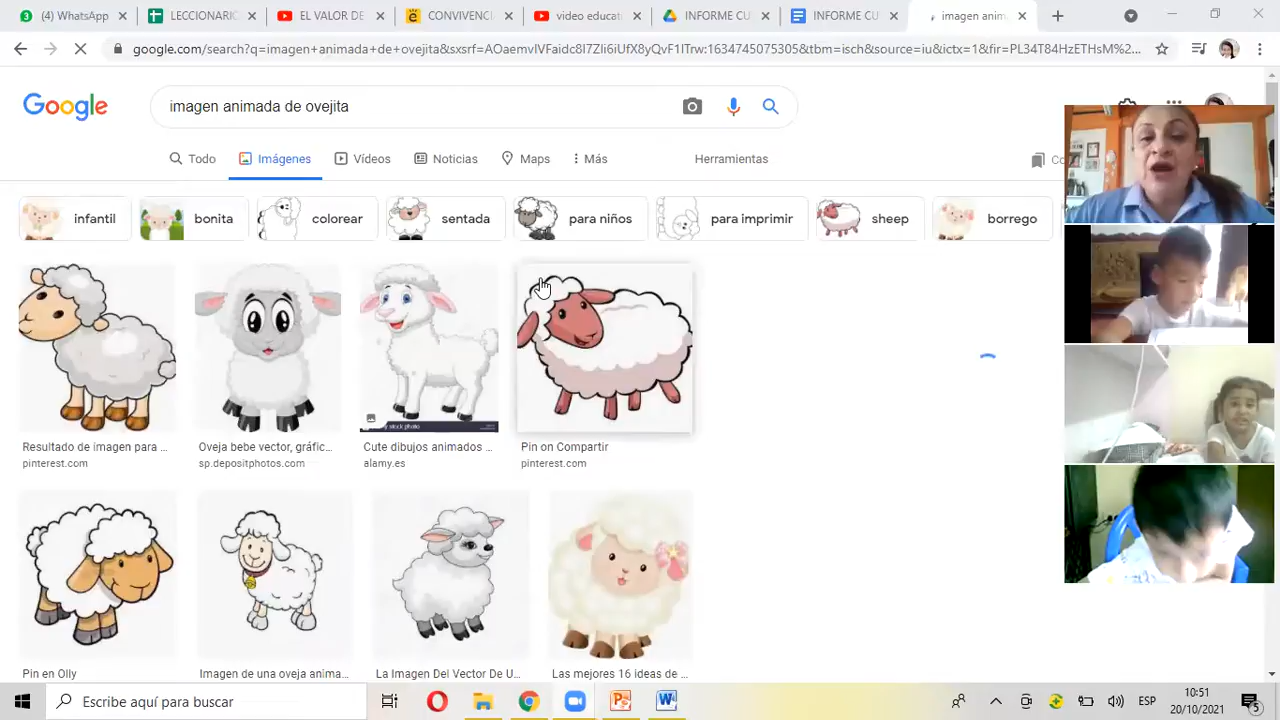 (4) WhatsApp
LECCIONARIO
EL VALOR DE
CONVIVENCI
video educati
INFORME CU
INFORME CU
imagen anim
google.com/search?q=imagen+animada+de+ovejita&sxsrf=AOaemvIVFaidc8I7Zli6iUfX8yQvF1ITrw:1634745075305&tbm=isch&source=iu&ictx=1&fir=PL34T84HzETHsM%2...
Google
imagen animada de ovejita
Todo
Imágenes
Vídeos
Noticias
Maps
Más
Herramientas
Co
infantil
bonita
colorear
sentada
para niños
para imprimir
sheep
borrego
Resultado de imagen para ...
pinterest.com
Oveja bebe vector, gráfic...
sp.depositphotos.com
Cute dibujos animados ...
alamy.es
Pin on Compartir
pinterest.com
Pin en Olly
Imagen de una oveja anima...
La Imagen Del Vector De U...
Las mejores 16 ideas de ...
Escribe aquí para buscar
ESP
10:51
20/10/2021
5